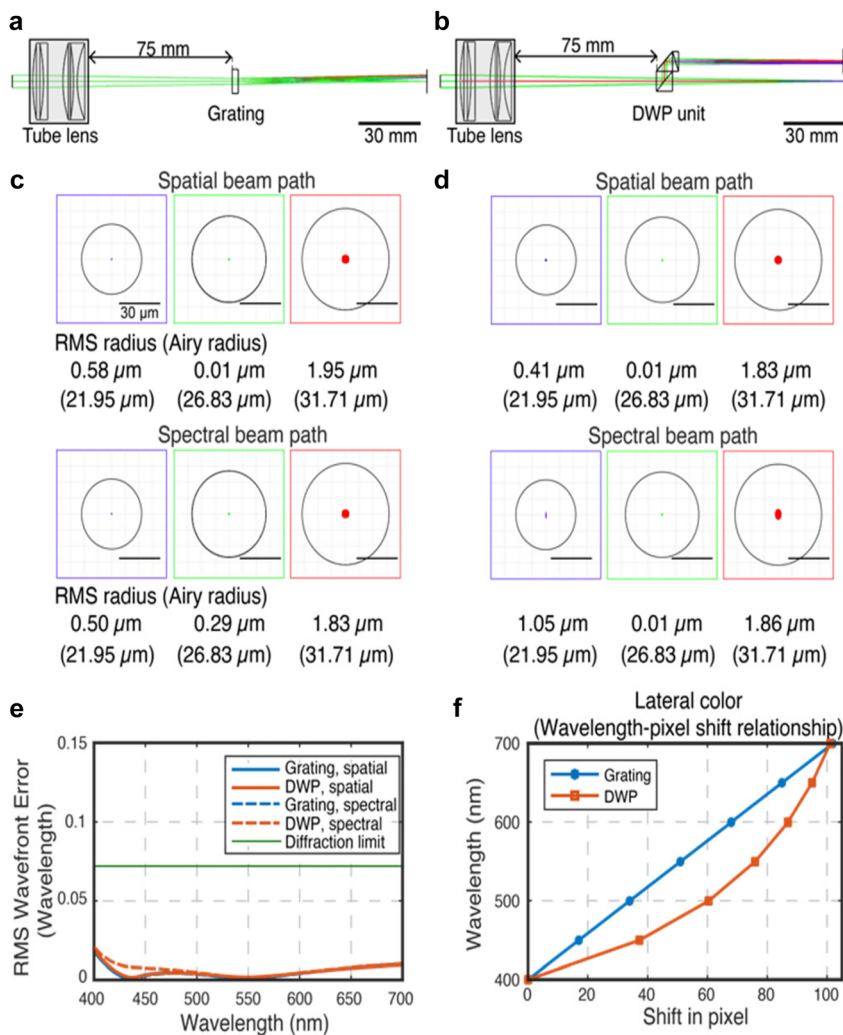 a
75 mm
Grating
Tube lens
30 mm
b
75 mm
DWP unit
Tube lens
30 mm
c
Spatial beam path
30 µm
RMS radius (Airy radius)
0.58 µm 0.01 µm 1.95 µm
(21.95 µm) (26.83 µm) (31.71 µm)
Spectral beam path
RMS radius (Airy radius)
0.50 µm 0.29 µm 1.83 µm
(21.95 µm) (26.83 µm) (31.71 µm)
d
Spatial beam path
0.41 µm 0.01 µm 1.83 µm
(21.95 µm) (26.83 µm) (31.71 µm)
Spectral beam path
1.05 µm 0.01 µm 1.86 µm
(21.95 µm) (26.83 µm) (31.71 µm)
e
RMS Wavefront Error
(Wavelength)
0.15
0.1
0.05
0
Grating, spatial
DWP, spatial
Grating, spectral
DWP, spectral
Diffraction limit
400 450 500 550 600 650 700
Wavelength (nm)
f
Lateral color
(Wavelength-pixel shift relationship)
Wavelength (nm)
700
600
500
400
Grating
DWP
0 20 40 60 80 100
Shift in pixel